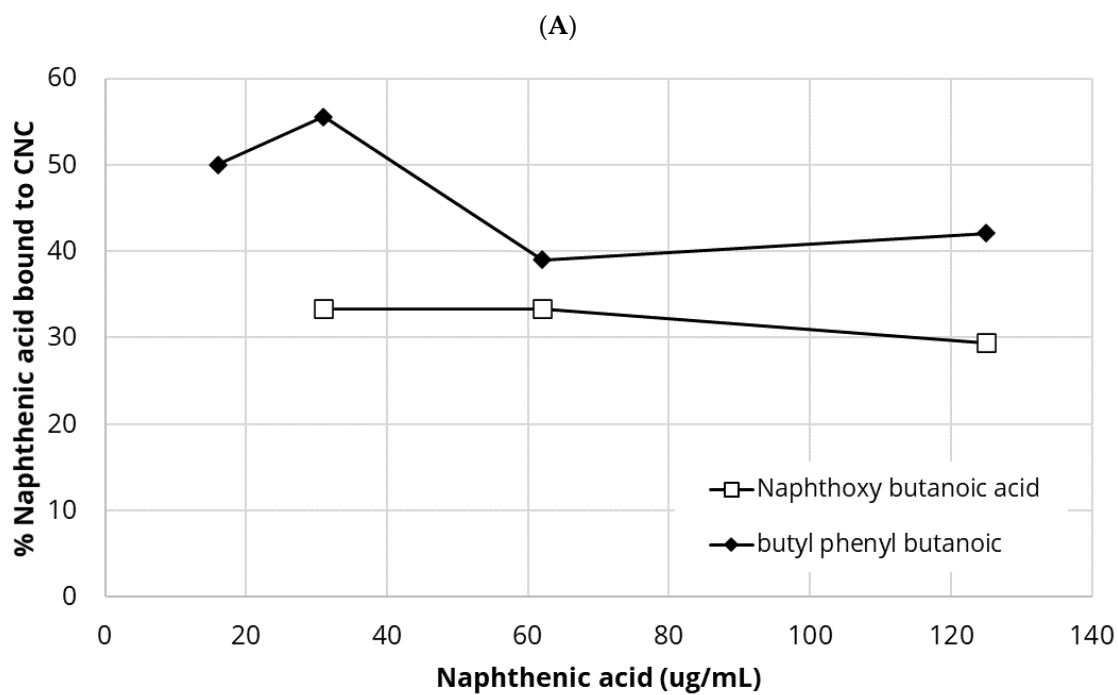 (A)
% Naphthenic acid bound to CNC
60
50
40
30
20
10
0
Naphthoxy butanoic acid
butyl phenyl butanoic
0 20 40 60 80 100 120 140
Naphthenic acid (ug/mL)